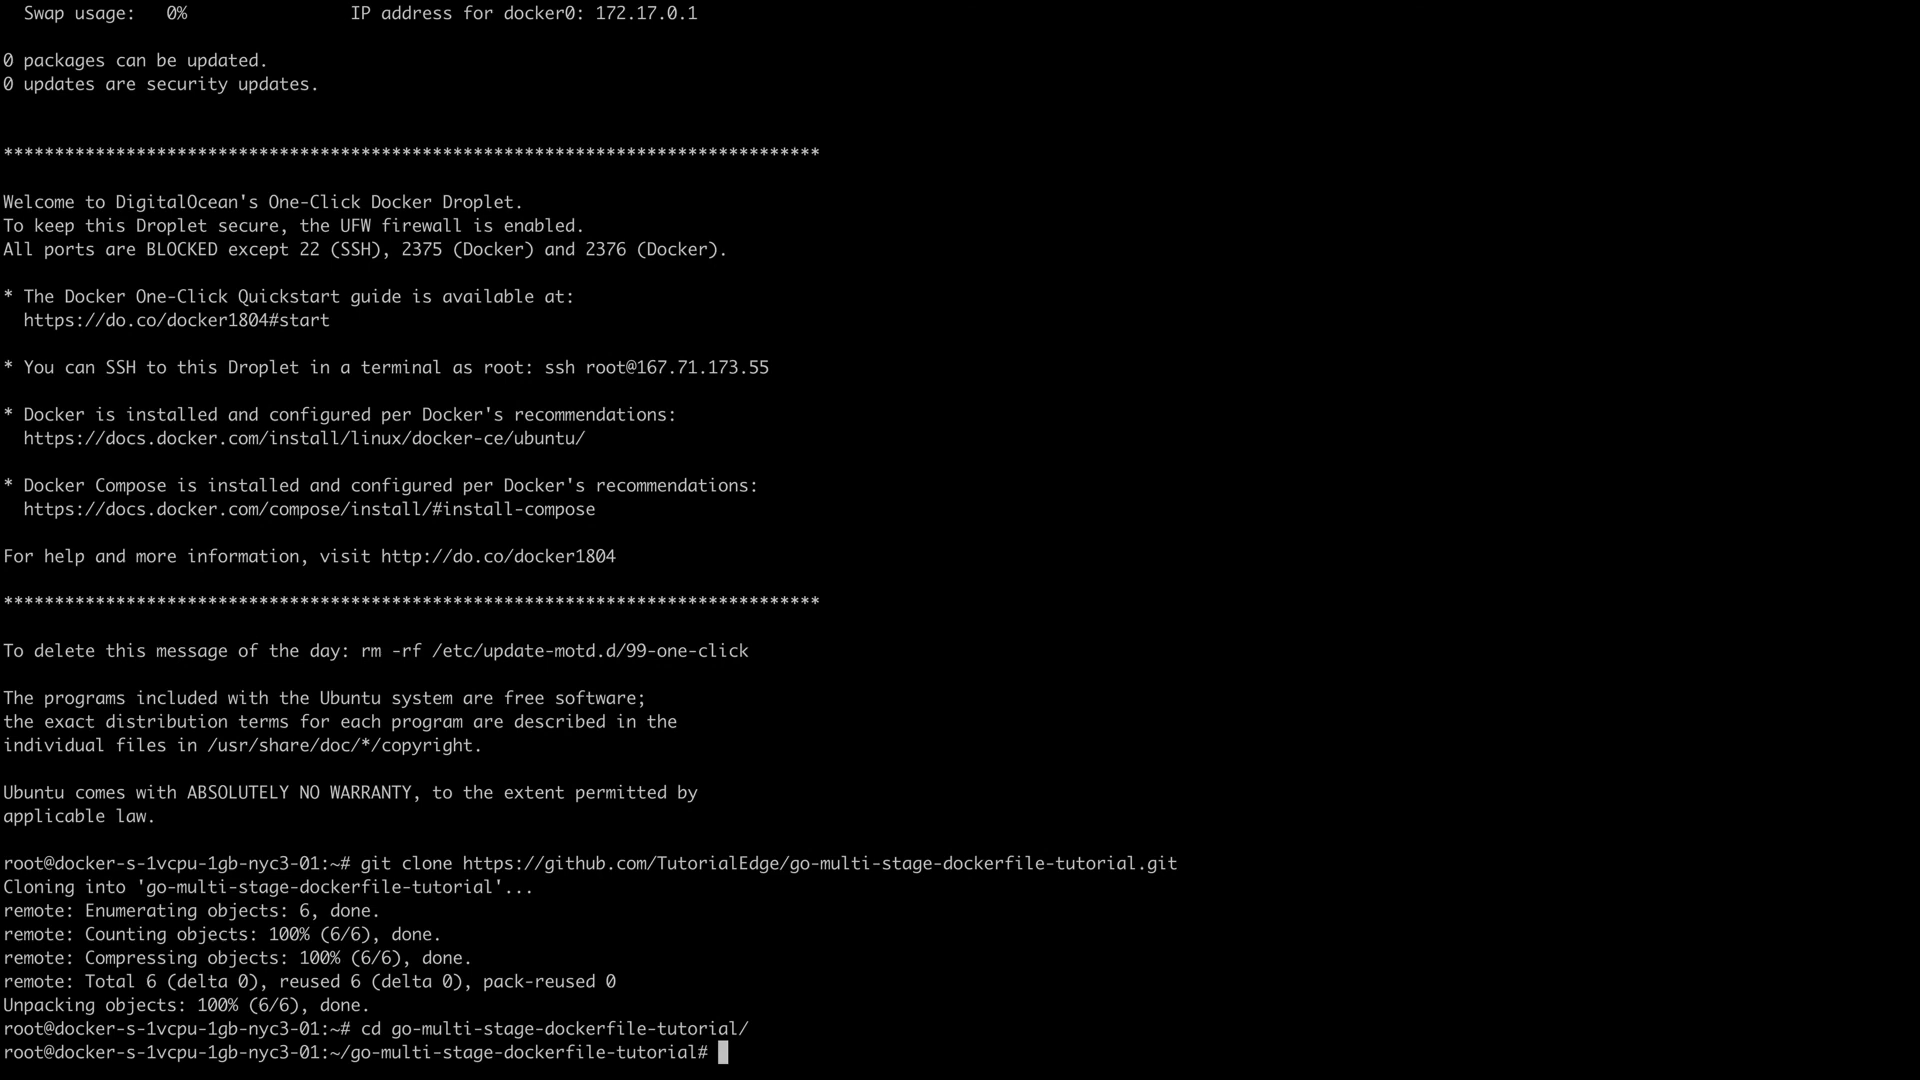 Swap usage:   0%                IP address for docker0: 172.17.0.1
0 packages can be updated.
0 updates are security updates.
********************************************************************************
Welcome to DigitalOcean's One-Click Docker Droplet.
To keep this Droplet secure, the UFW firewall is enabled.
All ports are BLOCKED except 22 (SSH), 2375 (Docker) and 2376 (Docker).
* The Docker One-Click Quickstart guide is available at:
https://do.co/docker1804#start
* You can SSH to this Droplet in a terminal as root: ssh root@167.71.173.55
* Docker is installed and configured per Docker's recommendations:
https://docs.docker.com/install/linux/docker-ce/ubuntu/
* Docker Compose is installed and configured per Docker's recommendations:
https://docs.docker.com/compose/install/#install-compose
For help and more information, visit http://do.co/docker1804
********************************************************************************
To delete this message of the day: rm -rf /etc/update-motd.d/99-one-click
The programs included with the Ubuntu system are free software;
the exact distribution terms for each program are described in the
individual files in /usr/share/doc/*/copyright.
Ubuntu comes with ABSOLUTELY NO WARRANTY, to the extent permitted by
applicable law.
root@docker-s-1vcpu-1gb-nyc3-01:~# git clone https://github.com/TutorialEdge/go-multi-stage-dockerfile-tutorial.git
Cloning into 'go-multi-stage-dockerfile-tutorial'...
remote: Enumerating objects: 6, done.
remote: Counting objects: 100% (6/6), done.
remote: Compressing objects: 100% (6/6), done.
remote: Total 6 (delta 0), reused 6 (delta 0), pack-reused 0
Unpacking objects: 100% (6/6), done.
root@docker-s-1vcpu-1gb-nyc3-01:~# cd go-multi-stage-dockerfile-tutorial/
root@docker-s-1vcpu-1gb-nyc3-01:~/go-multi-stage-dockerfile-tutorial#